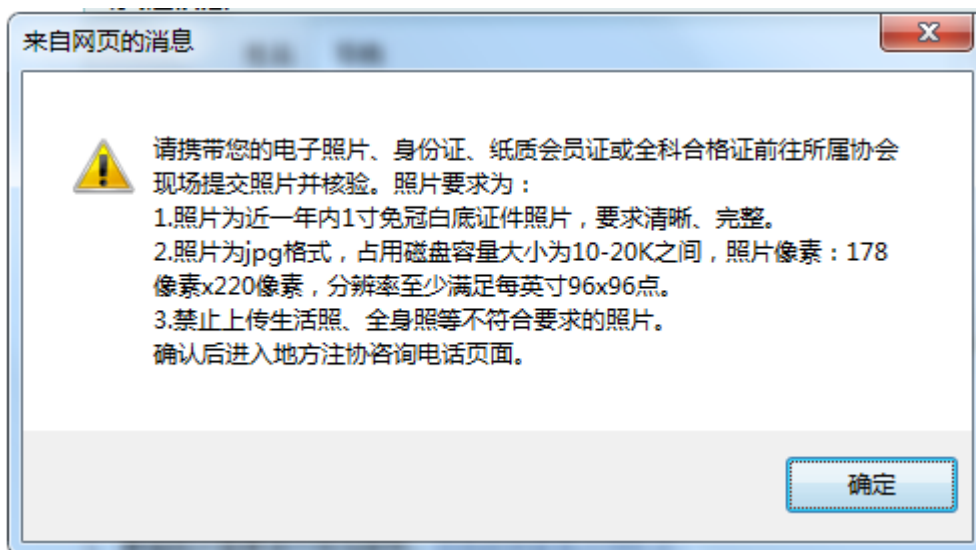 来自网页的消息
请携带您的电子照片、身份证、纸质会员证或全科合格证前往所属协会
现场提交照片并核验。照片要求为：
1.照片为近一年内1寸免冠白底证件照片，要求清晰、完整。
2.照片为jpg格式，占用磁盘容量大小为10-20K之间，照片像素：178
像素x220像素，分辨率至少满足每英寸96x96点。
3.禁止上传生活照、全身照等不符合要求的照片。
确认后进入地方注协咨询电话页面。
确定